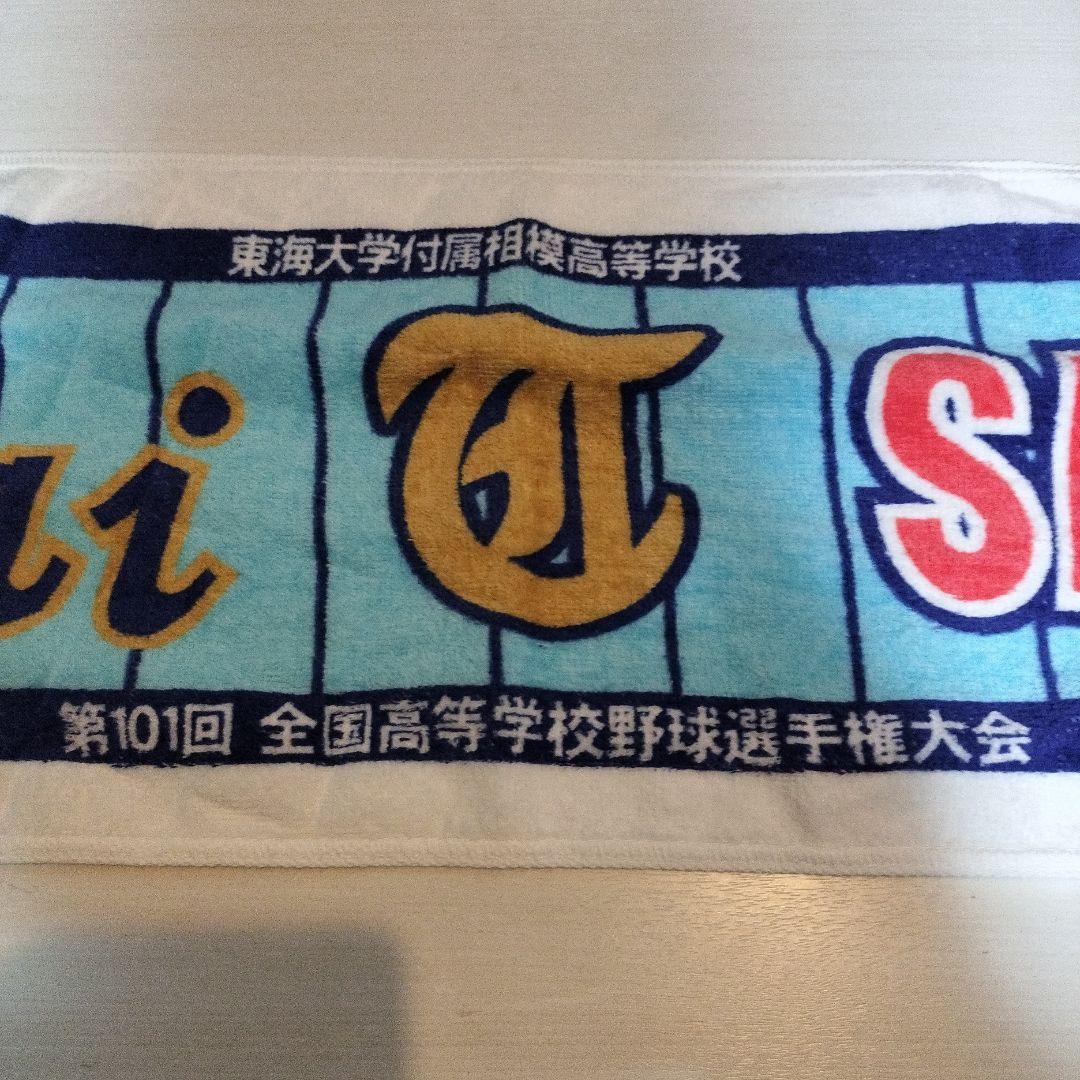 東海大学付属相模高等学校
ai T S
第101回 全国高等学校野球選手権大会